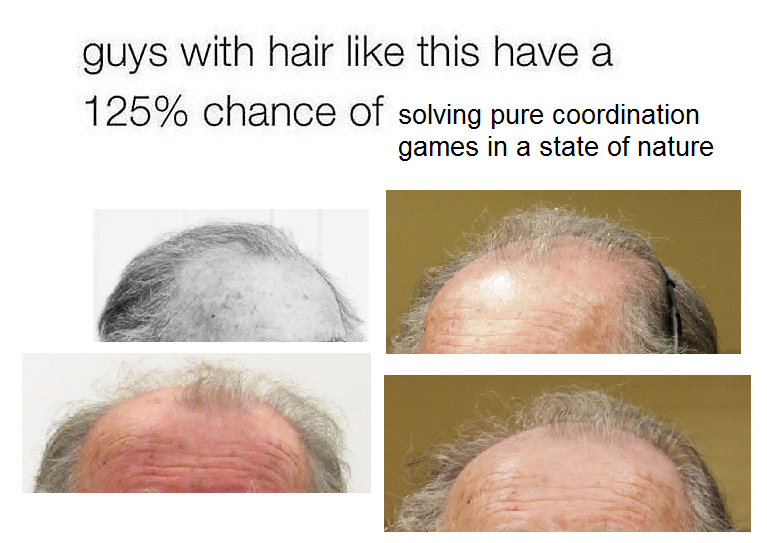 guys with hair like this have a
125% chance of solving pure coordination
games in a state of nature